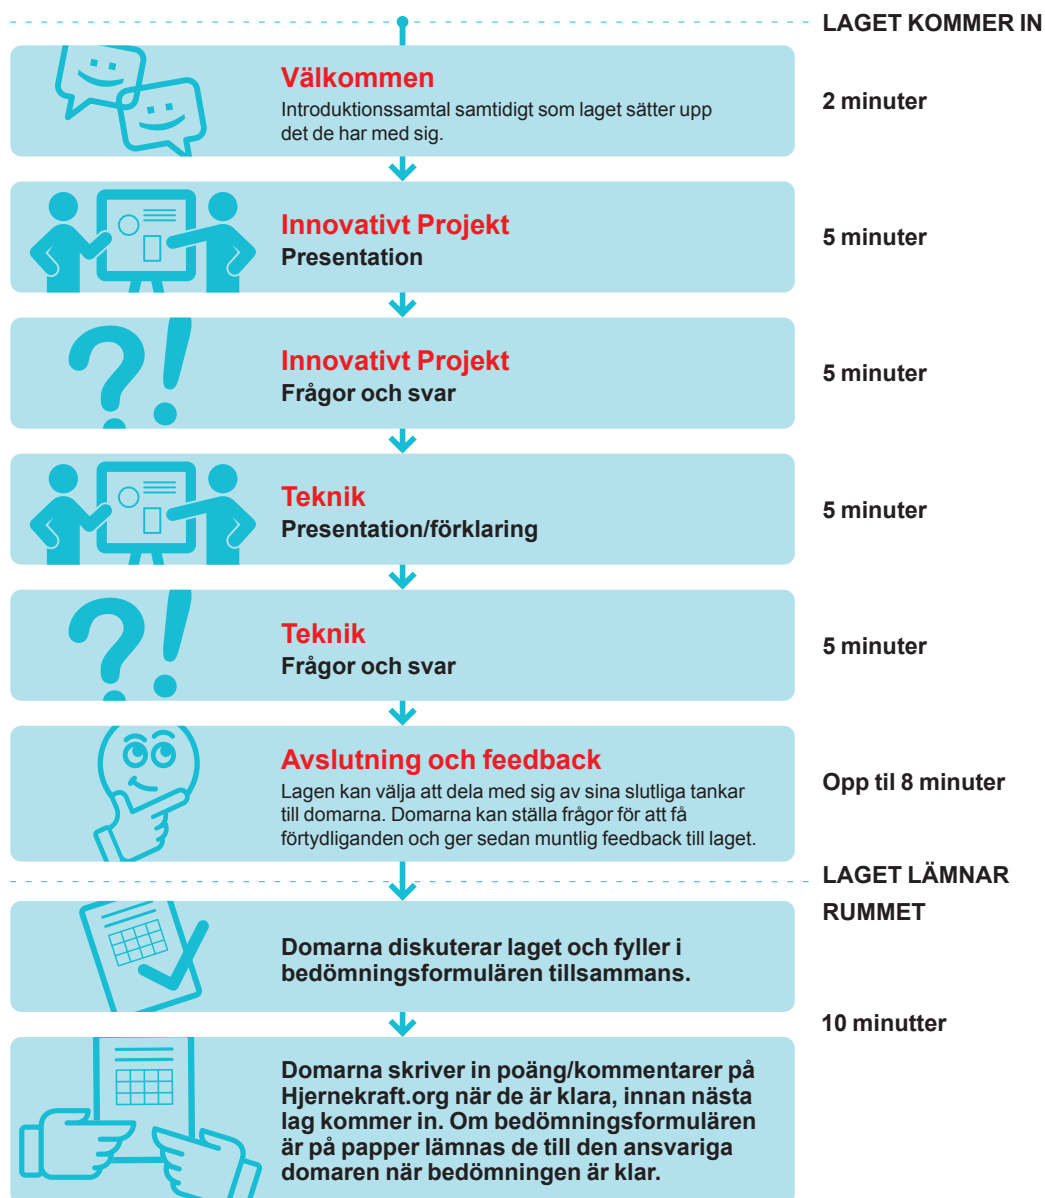 LAGET KOMMER IN
Välkommen
Introduktionssamtal samtidigt som laget sätter upp
det de har med sig.
2 minuter
Innovativt Projekt
Presentation
5 minuter
Innovativt Projekt
Frågor och svar
5 minuter
Teknik
Presentation/förklaring
5 minuter
Teknik
Frågor och svar
5 minuter
Avslutning och feedback
Lagen kan välja att dela med sig av sina slutliga tankar
till domarna. Domarna kan ställa frågor för att få
förtydliganden och ger sedan muntlig feedback till laget.
Opp til 8 minuter
LAGET LÄMNAR
RUMMET
Domarna diskuterar laget och fyller i
bedömningsformulären tillsammans.
10 minutter
Domarna skriver in poäng/kommentarer på
Hjernekraft.org när de är klara, innan nästa
lag kommer in. Om bedömningsformulären
är på papper lämnas de till den ansvariga
domaren när bedömningen är klar.